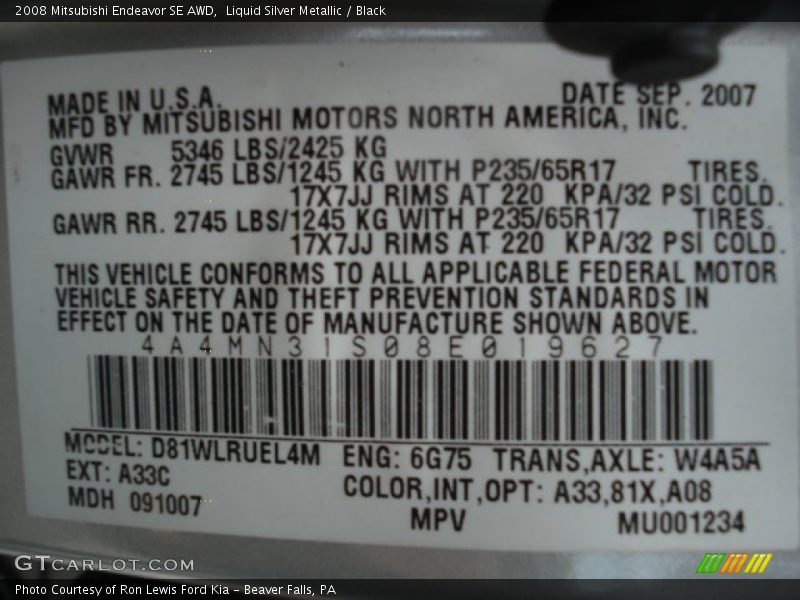 2008 Mitsubishi Endeavor SE AWD,  Liquid Silver Metallic / Black
MADE IN U.S.A. DATE SEP. 2007
MFD BY MITSUBISHI MOTORS NORTH AMERICA, INC.
GVWR 5346 LBS/2425 KG
GAWR FR. 2745 LBS/1245 KG WITH P235/65R17 TIRES.
17X7JJ RIMS AT 220 KPA/32 PSI COLD.
GAWR RR. 2745 LBS/1245 KG WITH P235/65R17 TIRES.
17X7JJ RIMS AT 220 KPA/32 PSI COLD.
THIS VEHICLE CONFORMS TO ALL APPLICABLE FEDERAL MOTOR
VEHICLE SAFETY AND THEFT PREVENTION STANDARDS IN
EFFECT ON THE DATE OF MANUFACTURE SHOWN ABOVE.
4A4MN31S08E019627
MODEL: D81WLRUEL4M ENG: 6G75 TRANS,AXLE: W4A5A
EXT: A33C COLOR,INT,OPT: A33,81X,A08
MDH 091007 MPV MU001234
GTCARLOT.COM
Photo Courtesy of Ron Lewis Ford Kia – Beaver Falls, PA